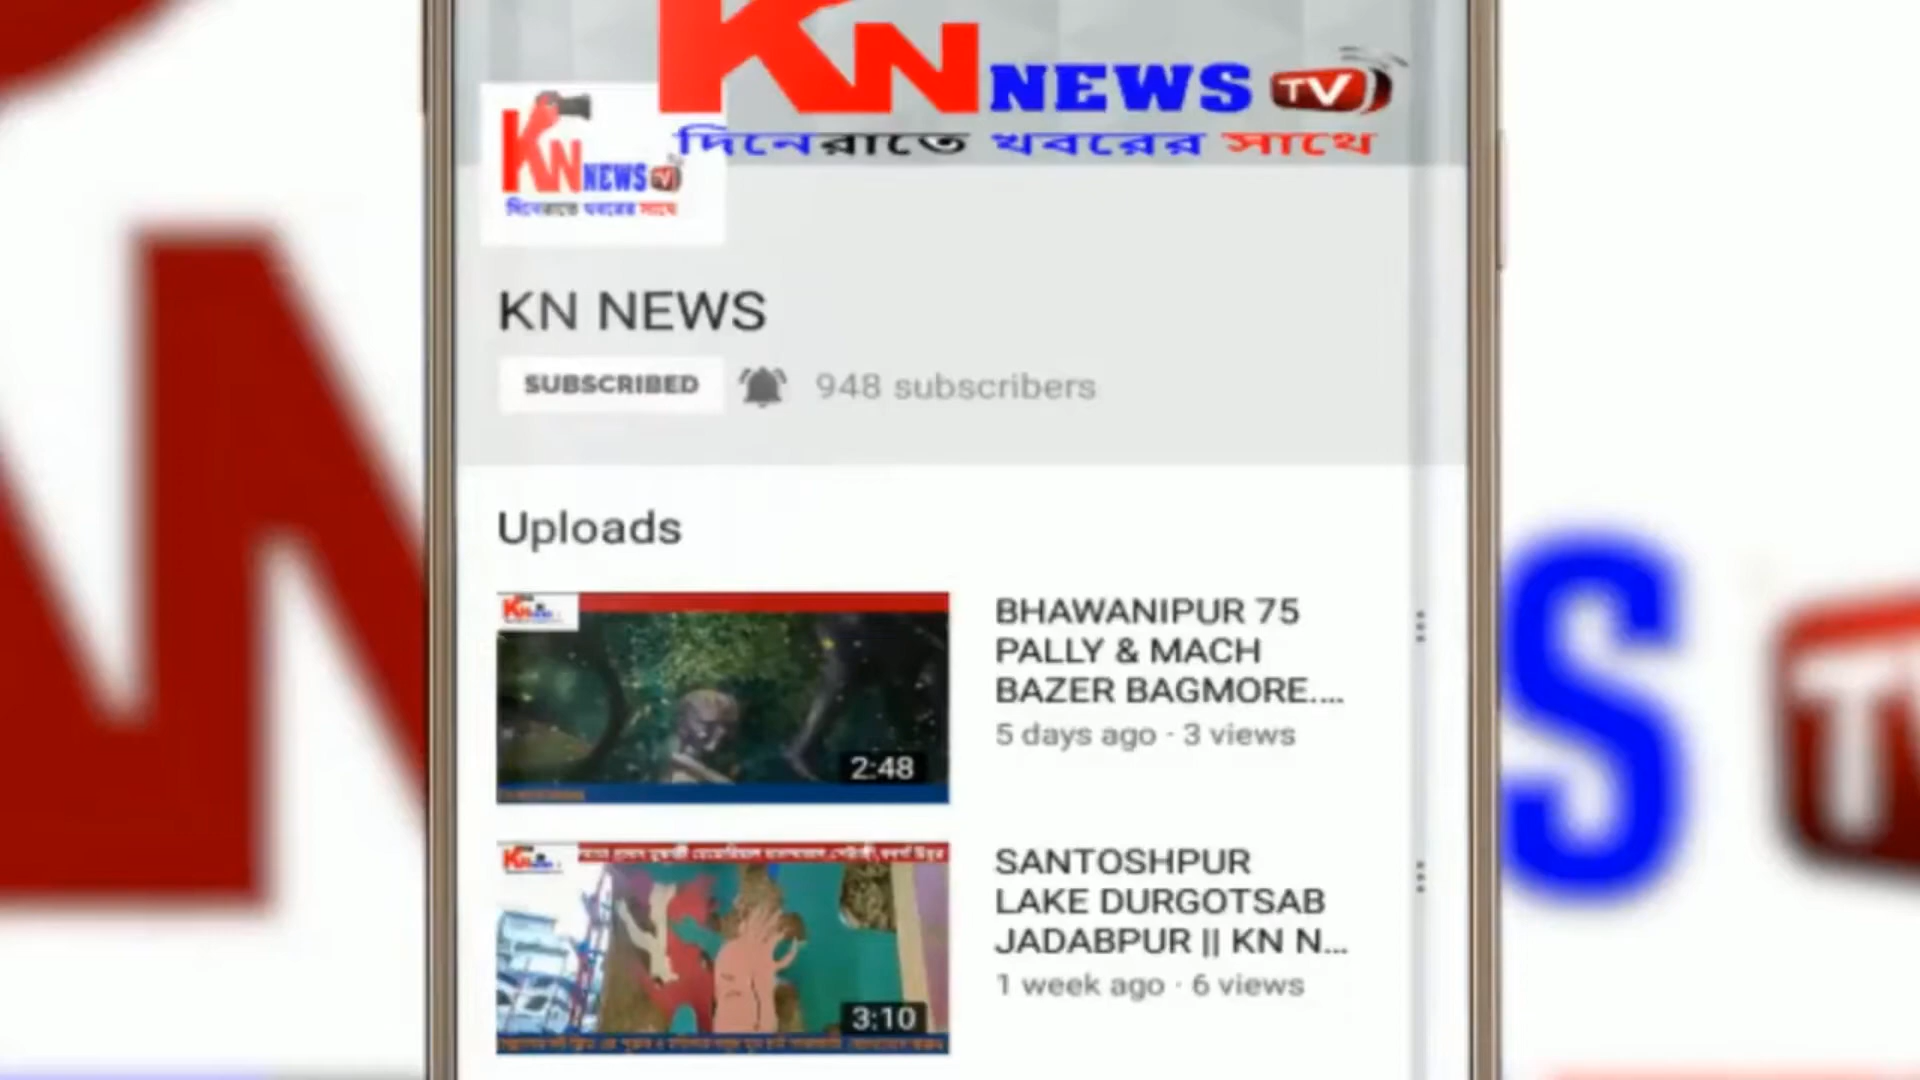 KN NEWS TV
দিনেরাতে খবরের সাথে
KN NEWS TV
দিনেরাতে খবরের সাথে
KN NEWS
SUBSCRIBED 948 subscribers
Uploads
BHAWANIPUR 75
PALLY & MACH
BAZER BAGMORE....
5 days ago · 3 views
2:48
SANTOSHPUR
LAKE DURGOTSAB
JADABPUR || KN N...
1 week ago · 6 views
3:10
S TV